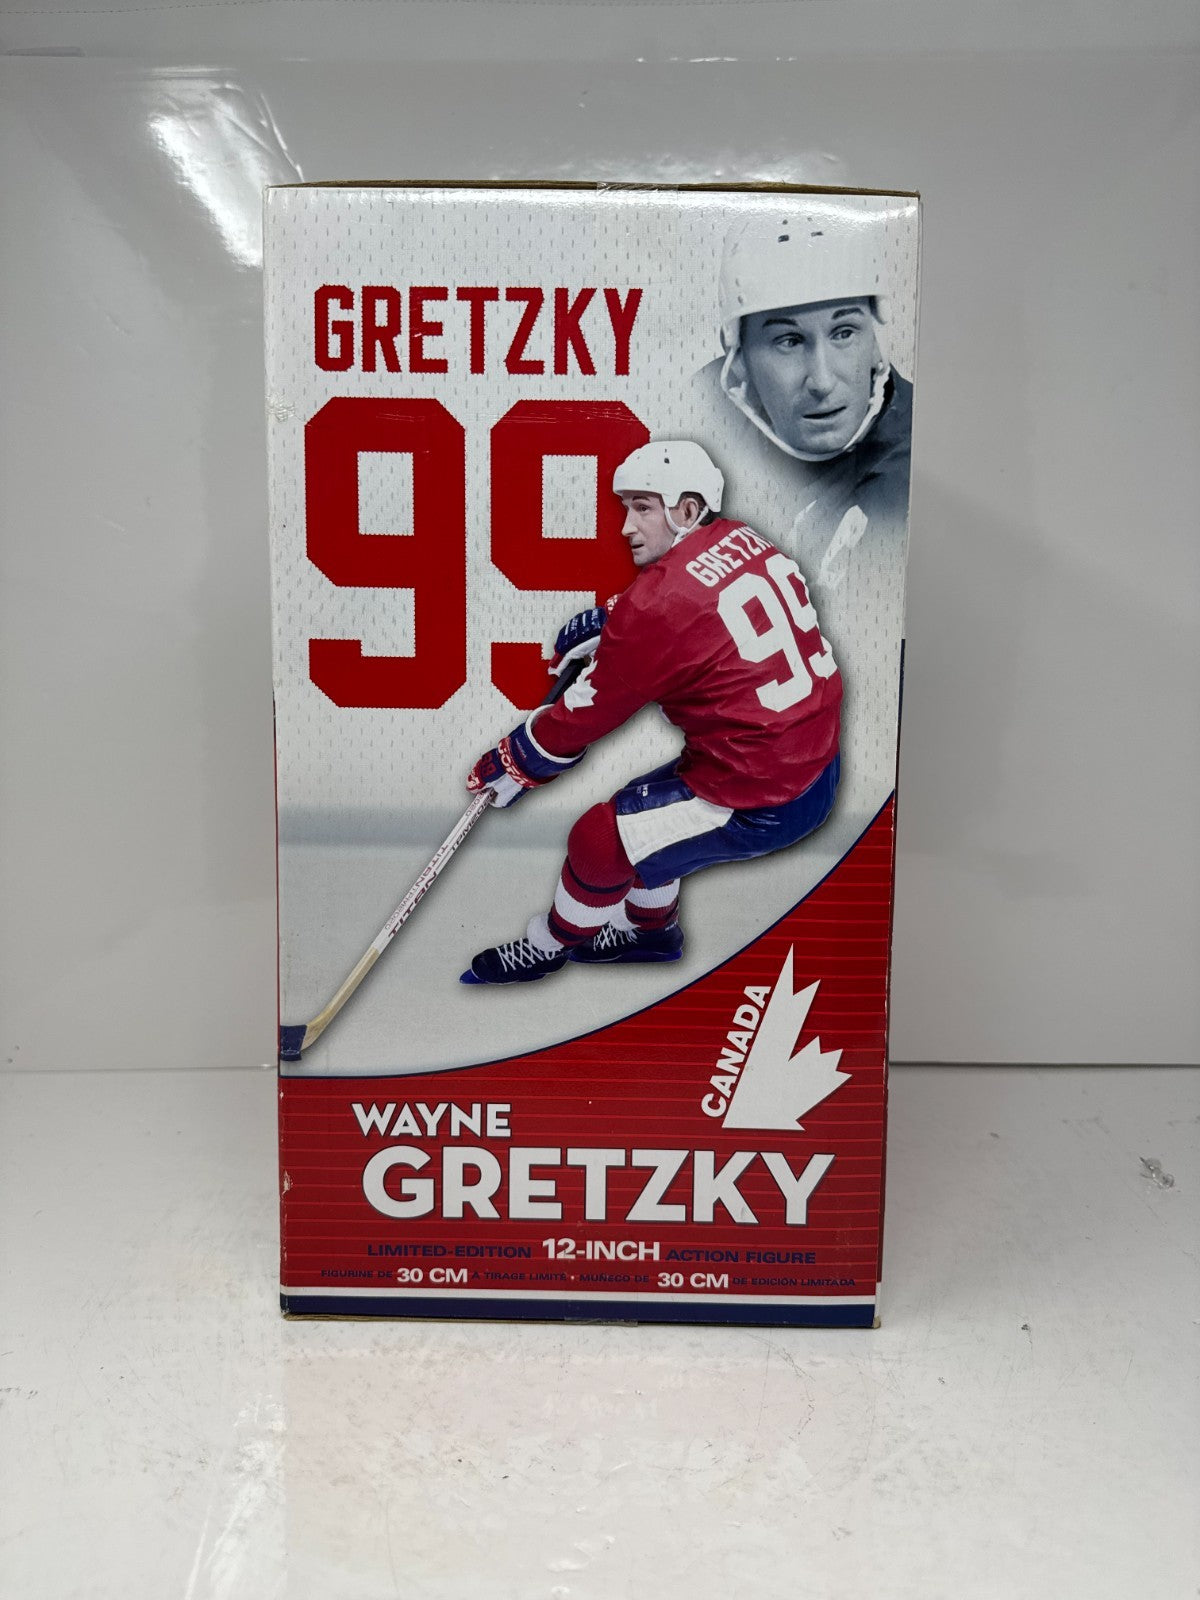 GRETZKY
99
GRETZKY
99
TITAN
CANADA
WAYNE
GRETZKY
LIMITED-EDITION 12-INCH ACTION FIGURE
FIGURINE DE 30 CM À TIRAGE LIMITÉ • MUÑECO DE 30 CM DE EDICIÓN LIMITADA